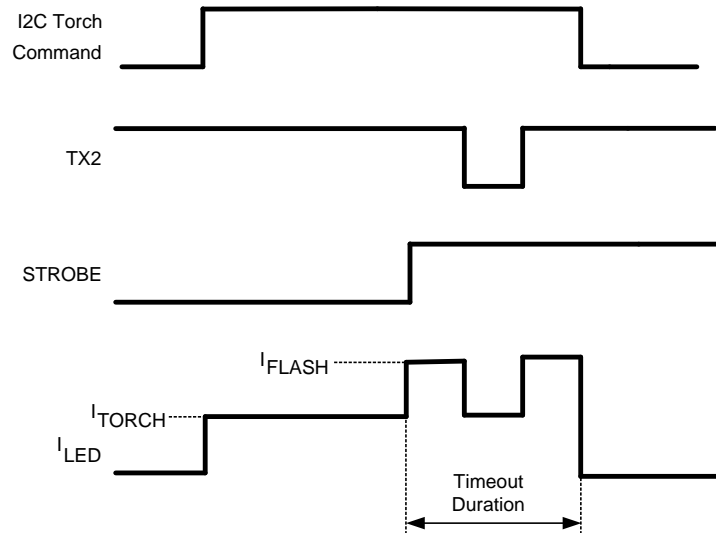 I2C Torch
Command
TX2
STROBE
IFLASH
ITORCH
ILED
Timeout
Duration